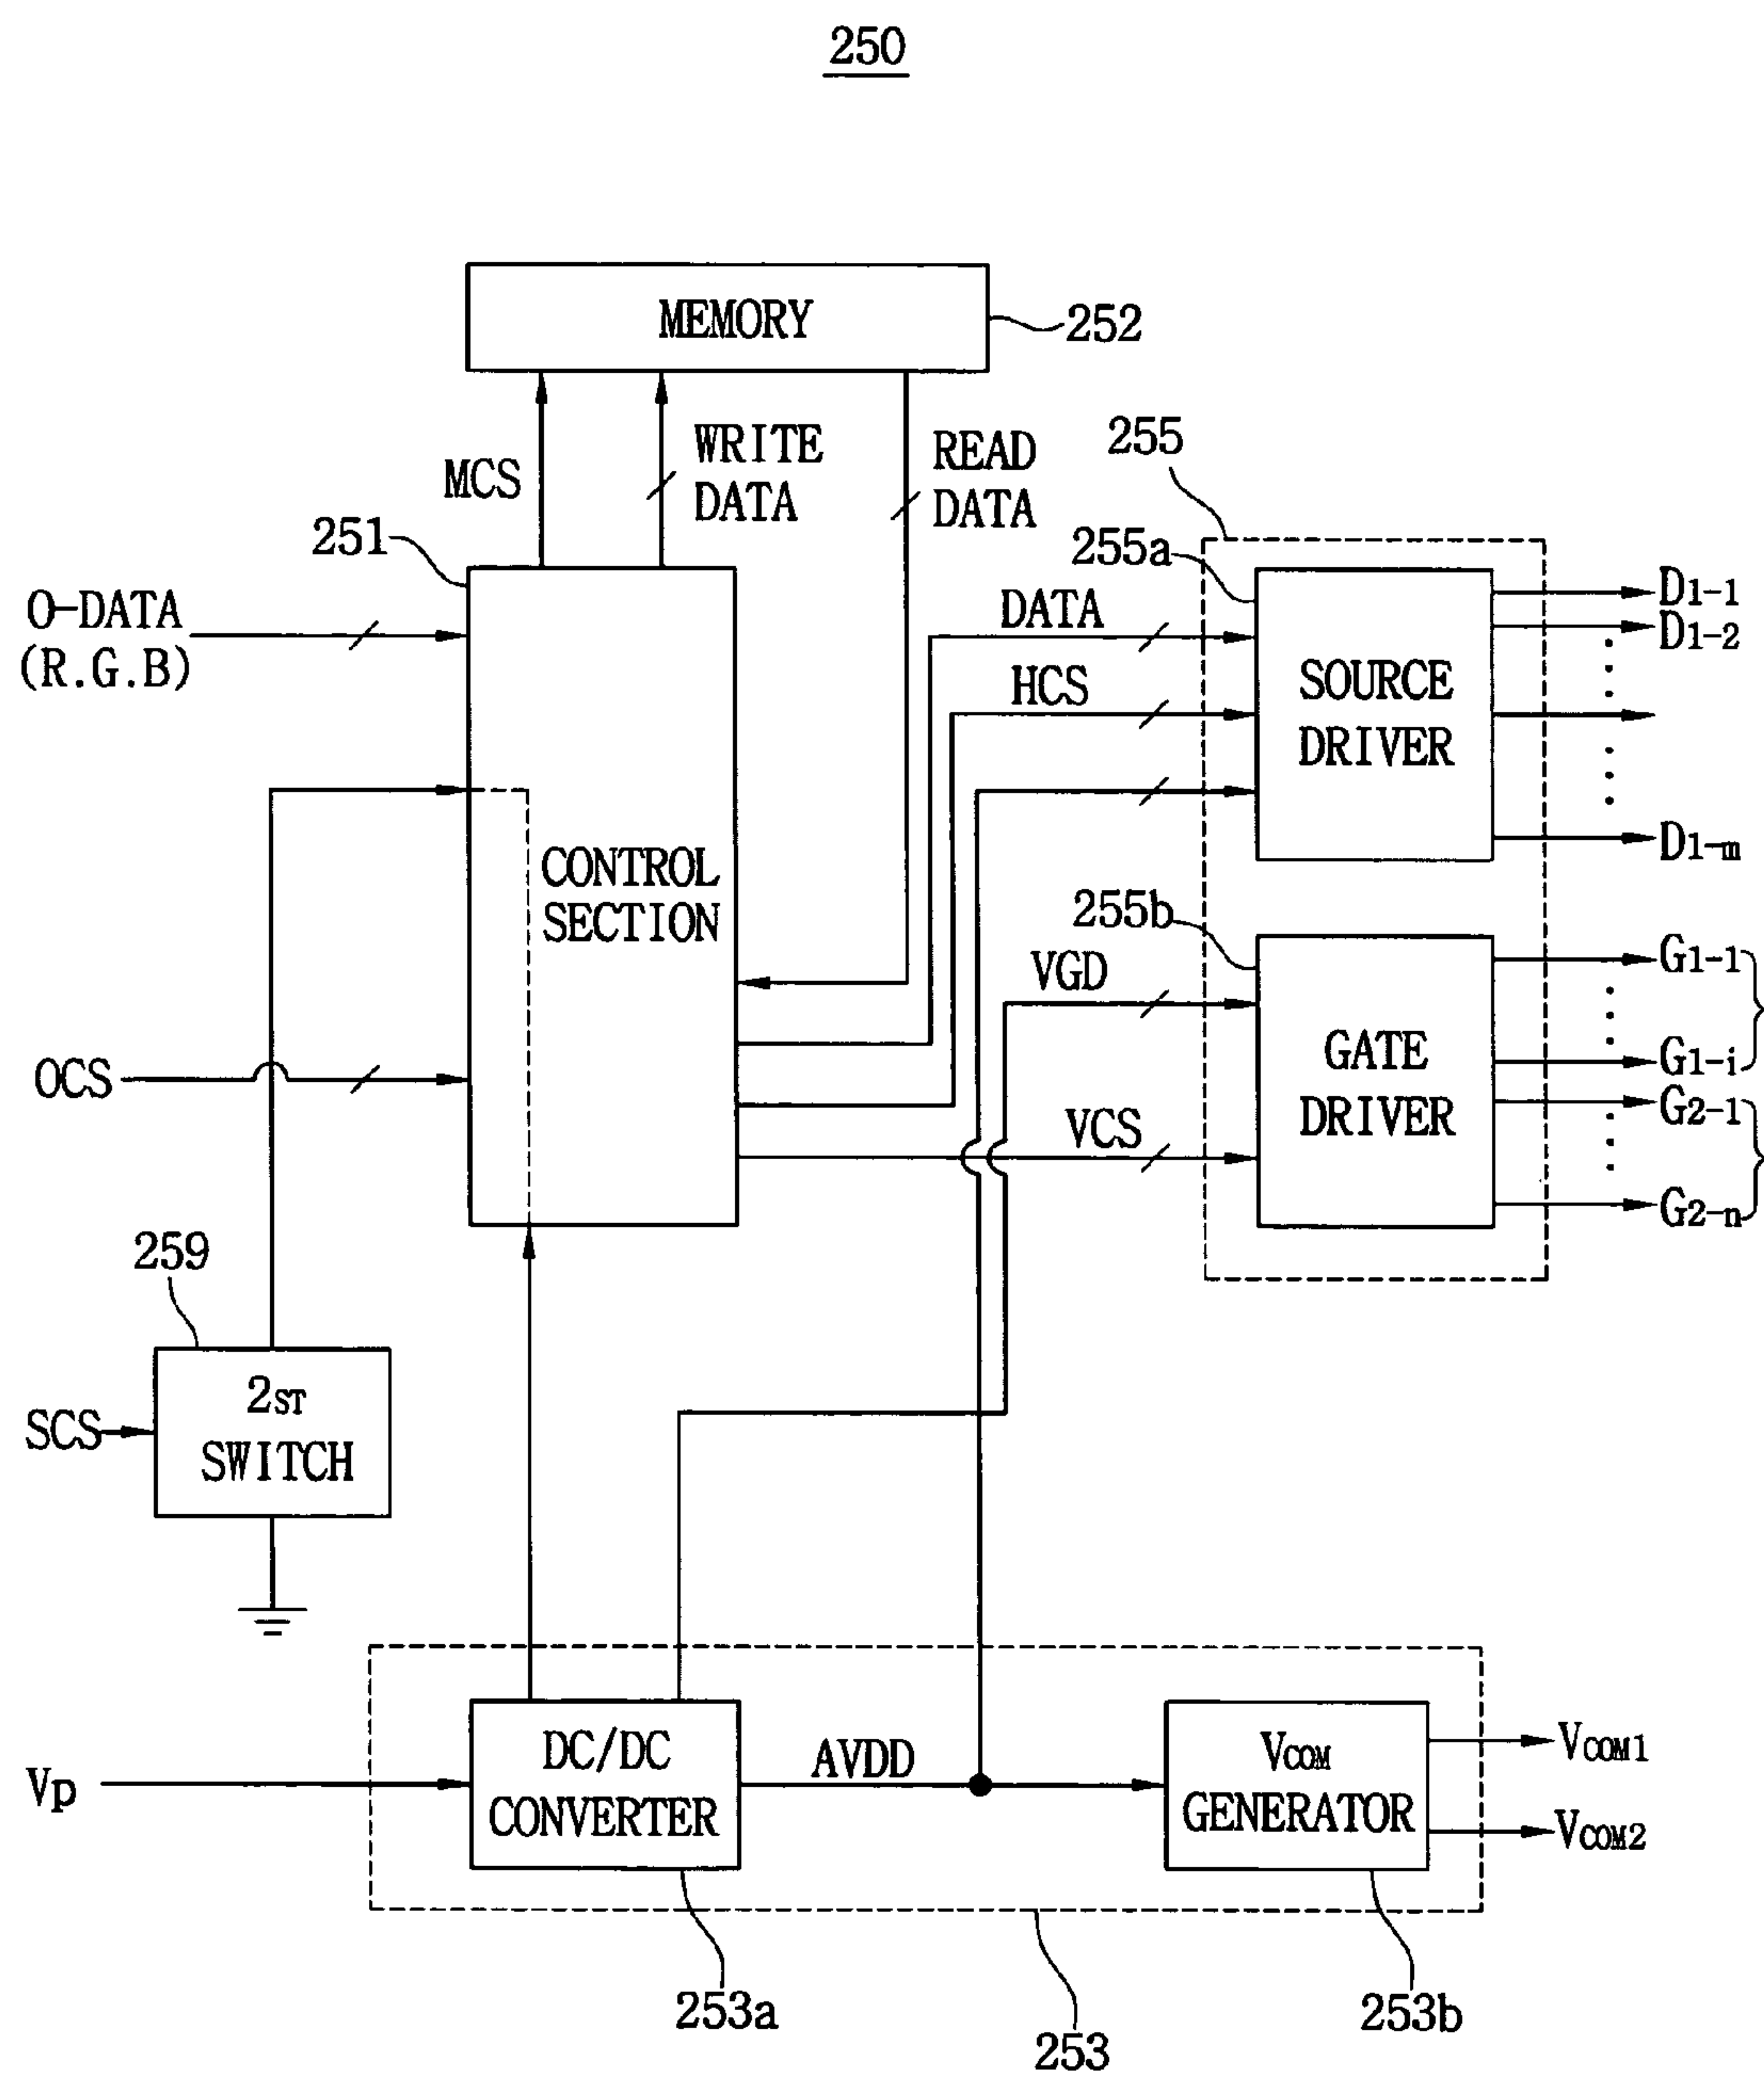 250
MEMORY
252
MCS
WRITE
DATA
READ
DATA
255
251
255a
O-DATA
(R.G.B)
DATA
HCS
SOURCE
DRIVER
D1-1
D1-2
D1-m
CONTROL
SECTION
255b
VGD
GATE
DRIVER
G1-1
G1-i
G2-1
G2-n
OCS
VCS
259
SCS
2ST
SWITCH
Vp
DC/DC
CONVERTER
AVDD
VCOM
GENERATOR
VCOM1
VCOM2
253a
253
253b